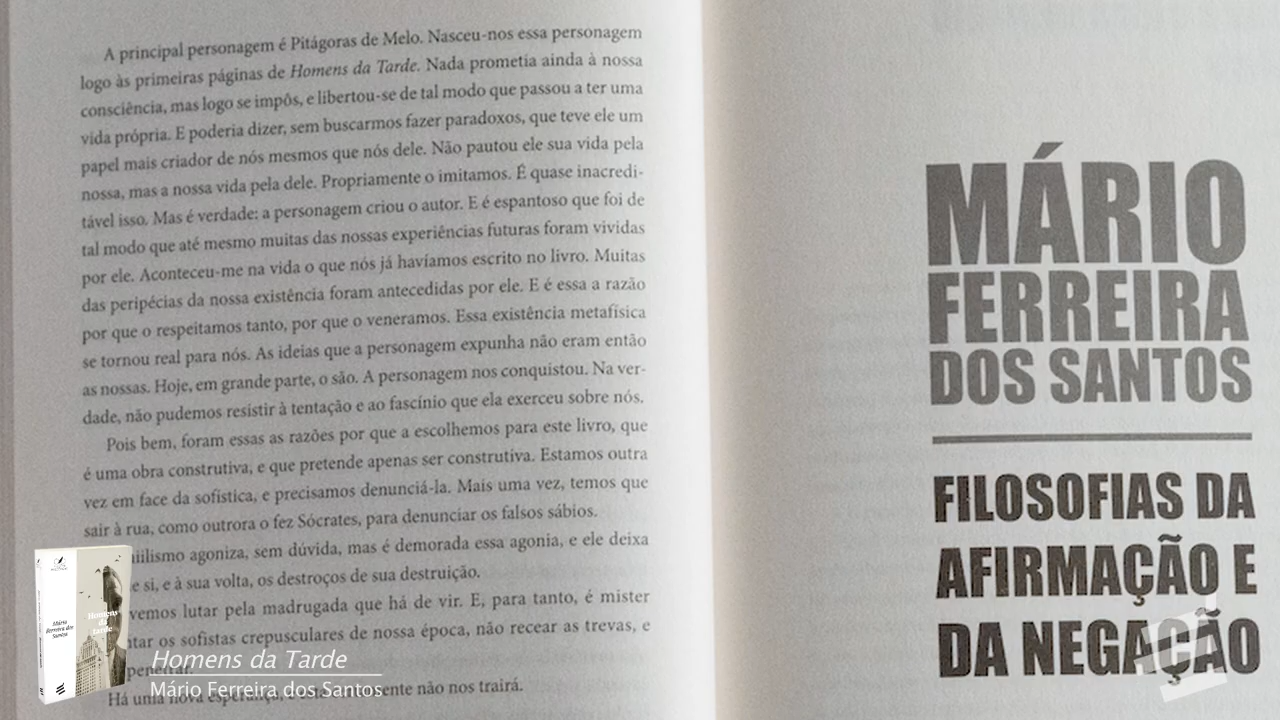 A principal personagem é Pitágoras de Melo. Nasceu-nos essa personagem
logo às primeiras páginas de Homens da Tarde. Nada prometia ainda à nossa
consciência, mas logo se impôs, e libertou-se de tal modo que passou a ter uma
vida própria. E poderia dizer, sem buscarmos fazer paradoxos, que teve ele um
papel mais criador de nós mesmos que nós dele. Não pautou ele sua vida pela
nossa, mas a nossa vida pela dele. Propriamente o imitamos. É quase inacredi-
tável isso. Mas é verdade: a personagem criou o autor. E é espantoso que foi de
tal modo que até mesmo muitas das nossas experiências futuras foram vividas
por ele. Aconteceu-me na vida o que nós já havíamos escrito no livro. Muitas
das peripécias da nossa existência foram antecedidas por ele. E é essa a razão
por que o respeitamos tanto, por que o veneramos. Essa existência metafísica
se tornou real para nós. As ideias que a personagem expunha não eram então
as nossas. Hoje, em grande parte, o são. A personagem nos conquistou. Na ver-
dade, não pudemos resistir à tentação e ao fascínio que ela exerceu sobre nós.
Pois bem, foram essas as razões por que a escolhemos para este livro, que
é uma obra construtiva, e que pretende apenas ser construtiva. Estamos outra
vez em face da sofística, e precisamos denunciá-la. Mais uma vez, temos que
sair à rua, como outrora o fez Sócrates, para denunciar os falsos sábios.
agoniza, sem dúvida, mas é demorada essa agonia, e ele deixa
e si, e à sua volta, os destroços de sua destruição.
vemos lutar pela madrugada que há de vir. E, para tanto, é mister
os sofistas crepusculares de nossa época, não recear as trevas, e
Há uma nova esperança, não nos trairá.
MÁRIO
FERREIRA
DOS SANTOS
FILOSOFIAS DA
AFIRMAÇÃO E
DA NEGAÇÃO
Mário
Ferreira dos
Santos
Homens
da
tarde
Homens da Tarde
Mário Ferreira dos Santos